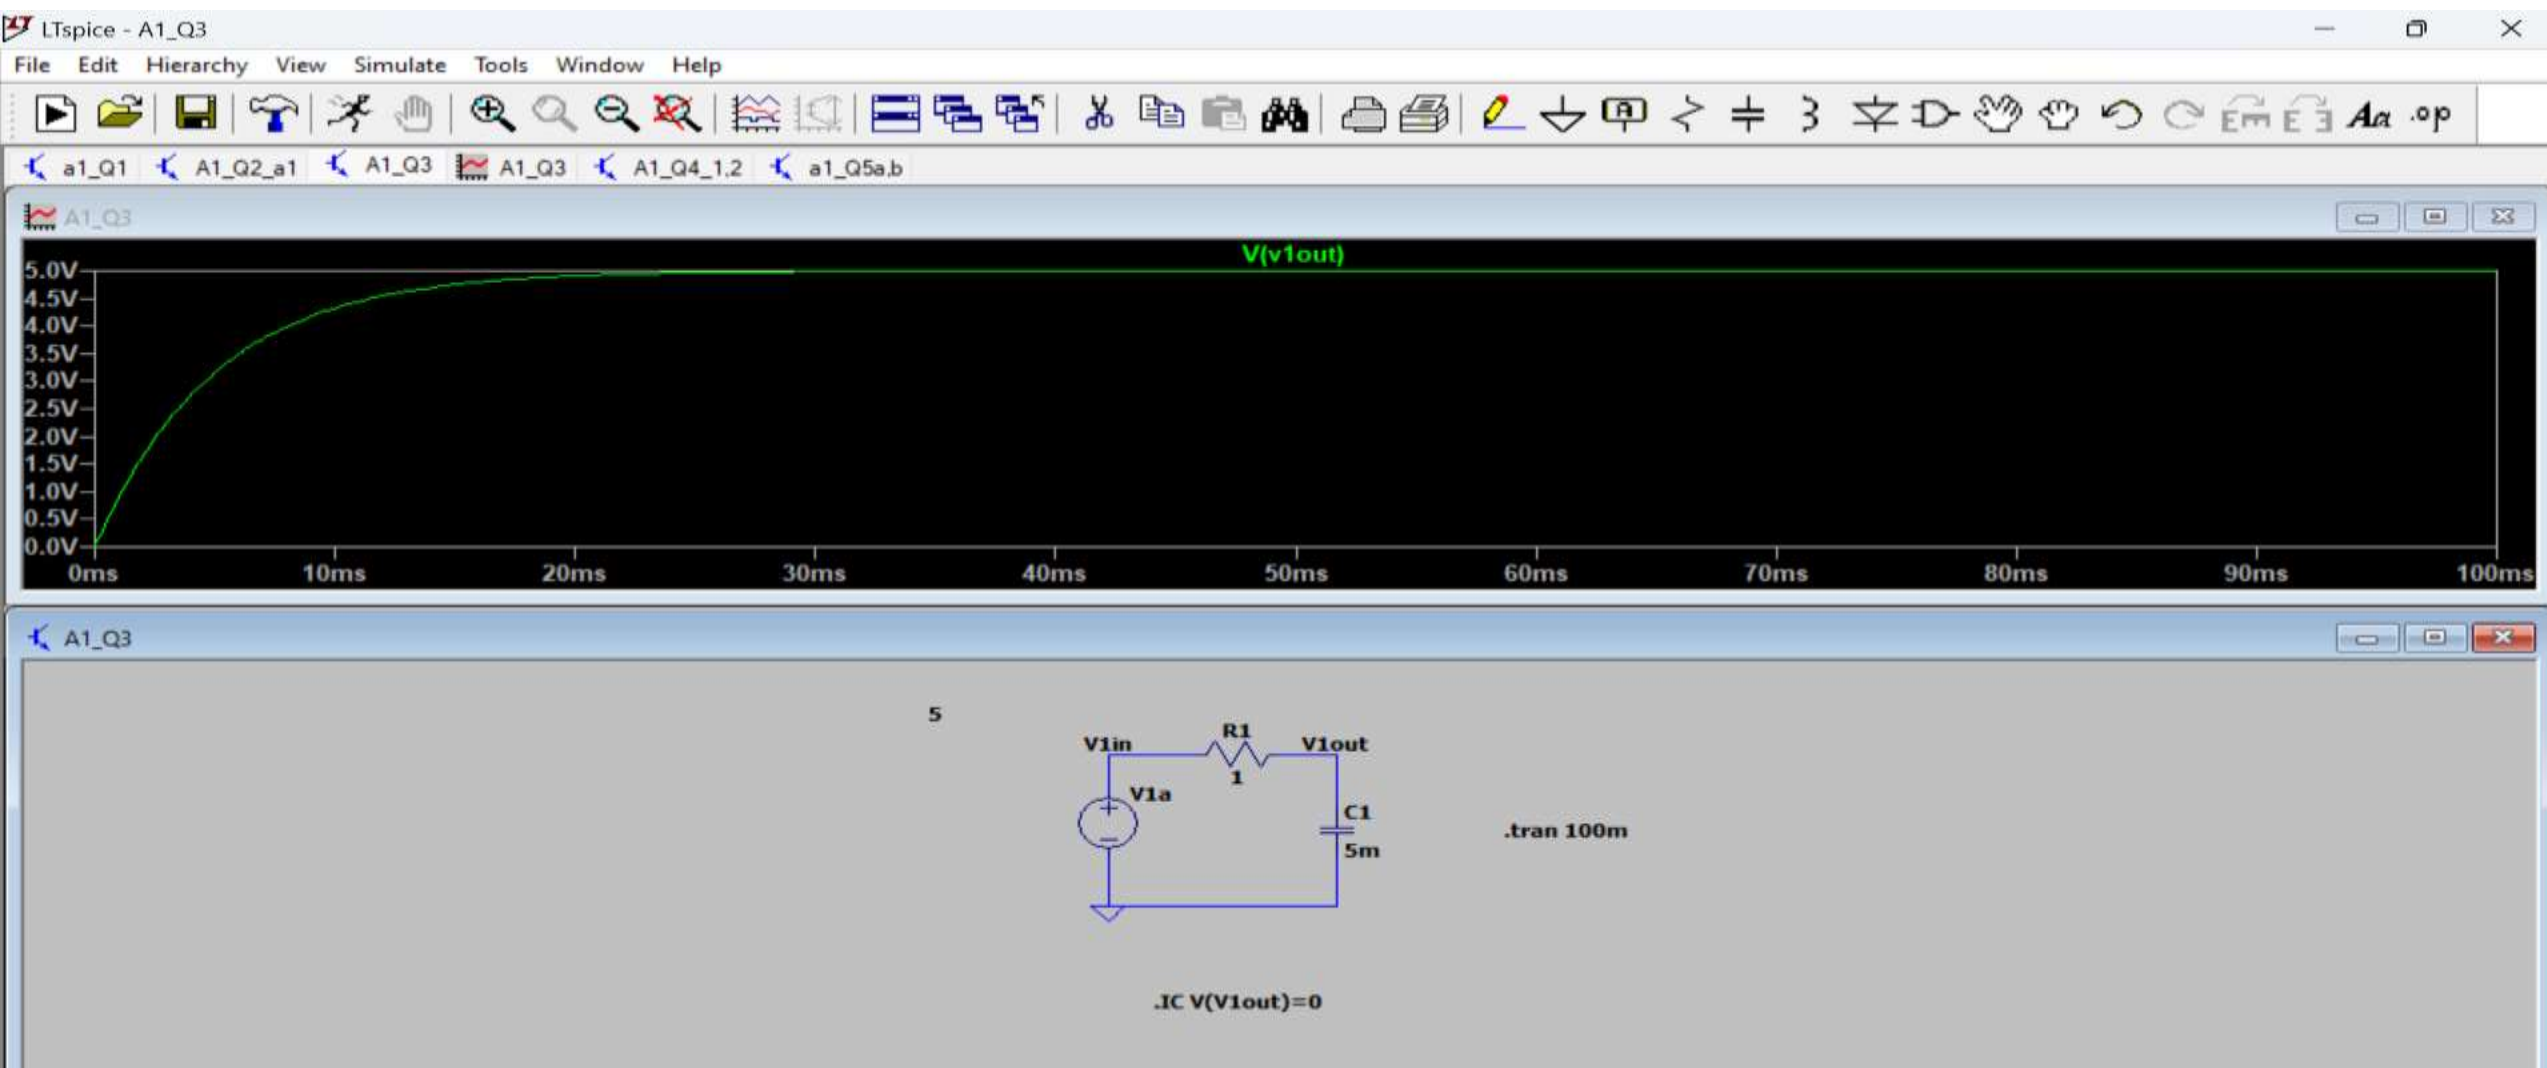 LTspice - A1_Q3
File Edit Hierarchy View Simulate Tools Window Help
A Aa .op
a1_Q1 A1_Q2_a1 A1_Q3 A1_Q3 A1_Q4_1,2 a1_Q5a,b
A1_Q3
V(v1out)
5.0V
4.5V
4.0V
3.5V
3.0V
2.5V
2.0V
1.5V
1.0V
0.5V
0.0V
0ms 10ms 20ms 30ms 40ms 50ms 60ms 70ms 80ms 90ms 100ms
A1_Q3
5
R1
V1in V1out
1
V1a
C1
.tran 100m
5m
.IC V(V1out)=0